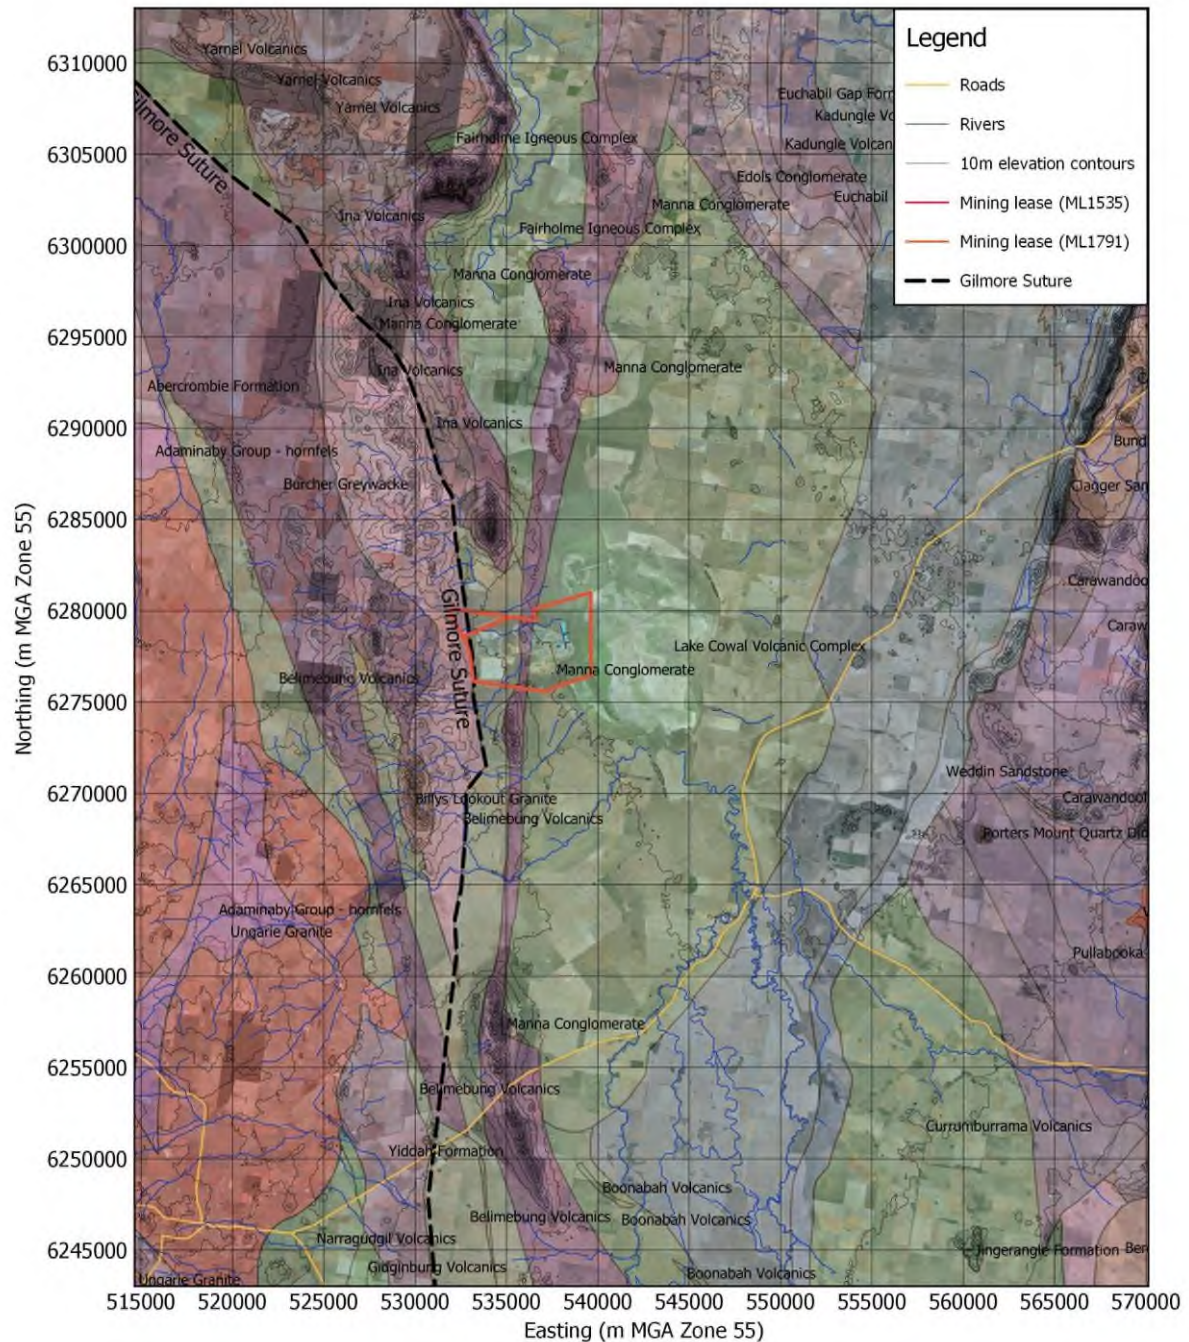 Legend
Roads
Rivers
10m elevation contours
Mining lease (ML1535)
Mining lease (ML1791)
Gilmore Suture
6310000
6305000
6300000
6295000
6290000
6285000
6280000
6275000
6270000
6265000
6260000
6255000
6250000
6245000
Northing (m MGA Zone 55)
Yarnel Volcanics
Yarnel Volcanics
Yarnel Volcanics
Euchabil Gap Forn
Kadungle Vo
Gilmore Suture
Fairholme Igneous Complex
Kadungle Volcan
Edols Conglomerate
Euchabil
Manna Conglomerate
Ina Volcanics
Fairholme Igneous Complex
Manna Conglomerate
Ina Volcanics
Manna Conglomerate
Ina Volcanics
Manna Conglomerate
Abercrombie Formation
Ina Volcanics
Bund
Adaminaby Group - hornfels
Burcher Greywacke
Clagger San
Carawandoo
Gilmore Suture
Caraw
Lake Cowal Volcanic Complex
Manna Conglomerate
Belimebung Volcanics
Weddin Sandstone
Billys Lookout Granite
Carawandool
Belimebung Volcanics
Porters Mount Quartz Dio
Adaminaby Group - hornfels
Ungarie Granite
Pullabooka
Manna Conglomerate
Belimebung Volcanics
Currumburrama Volcanics
Yiddah Formation
Boonabah Volcanics
Belimebung Volcanics
Boonabah Volcanics
Narragudgil Volcanics
Jingerangle Formation
Ber
Gidginburg Volcanics
Boonabah Volcanics
Ungarie Granite
515000 520000 525000 530000 535000 540000 545000 550000 555000 560000 565000 570000
Easting (m MGA Zone 55)